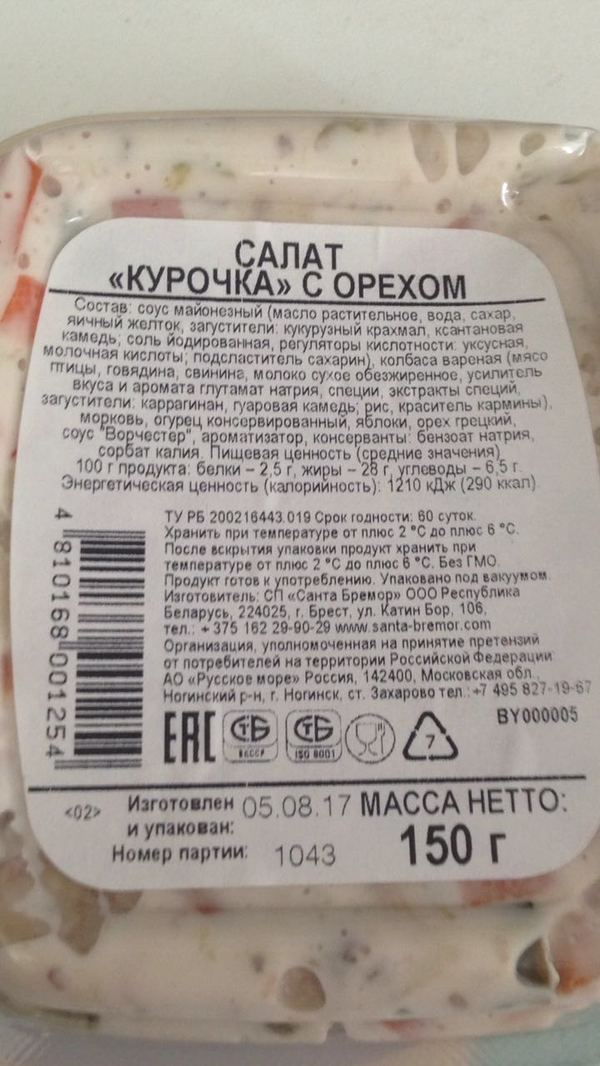 САЛАТ
«КУРОЧКА» С ОРЕХОМ
Состав: соус майонезный (масло растительное, вода, сахар,
яичный желток, загустители: кукурузный крахмал, ксантановая
камедь; соль йодированная, регуляторы кислотности: уксусная,
молочная кислоты; подсластитель сахарин), колбаса вареная (мясо
птицы, говядина, свинина, молоко сухое обезжиренное, усилитель
вкуса и аромата глутамат натрия, специи, экстракты специй,
загустители: каррагинан, гуаровая камедь; рис, краситель кармины),
морковь, огурец консервированный, яблоки, орех грецкий,
соус "Ворчестер", ароматизатор, консерванты: бензоат натрия,
сорбат калия. Пищевая ценность (средние значения)
100 г продукта: белки – 2,5 г, жиры – 28 г, углеводы – 6,5 г.
Энергетическая ценность (калорийность): 1210 кДж (290 ккал).
ТУ РБ 200216443.019 Срок годности: 60 суток.
Хранить при температуре от плюс 2 °С до плюс 6 °С.
После вскрытия упаковки продукт хранить при
температуре от плюс 2 °С до плюс 6 °С. Без ГМО.
Продукт готов к употреблению. Упаковано под вакуумом.
Изготовитель: СП «Санта Бремор» ООО Республика
Беларусь, 224025, г. Брест, ул. Катин Бор, 106,
тел.: + 375 162 29-90-29 www.santa-bremor.com
Организация, уполномоченная на принятие претензий
от потребителей на территории Российской Федерации:
АО «Русское море» Россия, 142400, Московская обл.,
Ногинский р-н, г. Ногинск, ст. Захарово тел.: +7 495 827-19-67
4 810168 001254
EAC
СТБ
НАССР
СТБ
ISO 9001
7
BY000005
<02>
Изготовлен
и упакован:
05.08.17
МАССА НЕТТО:
150 г
Номер партии: 1043